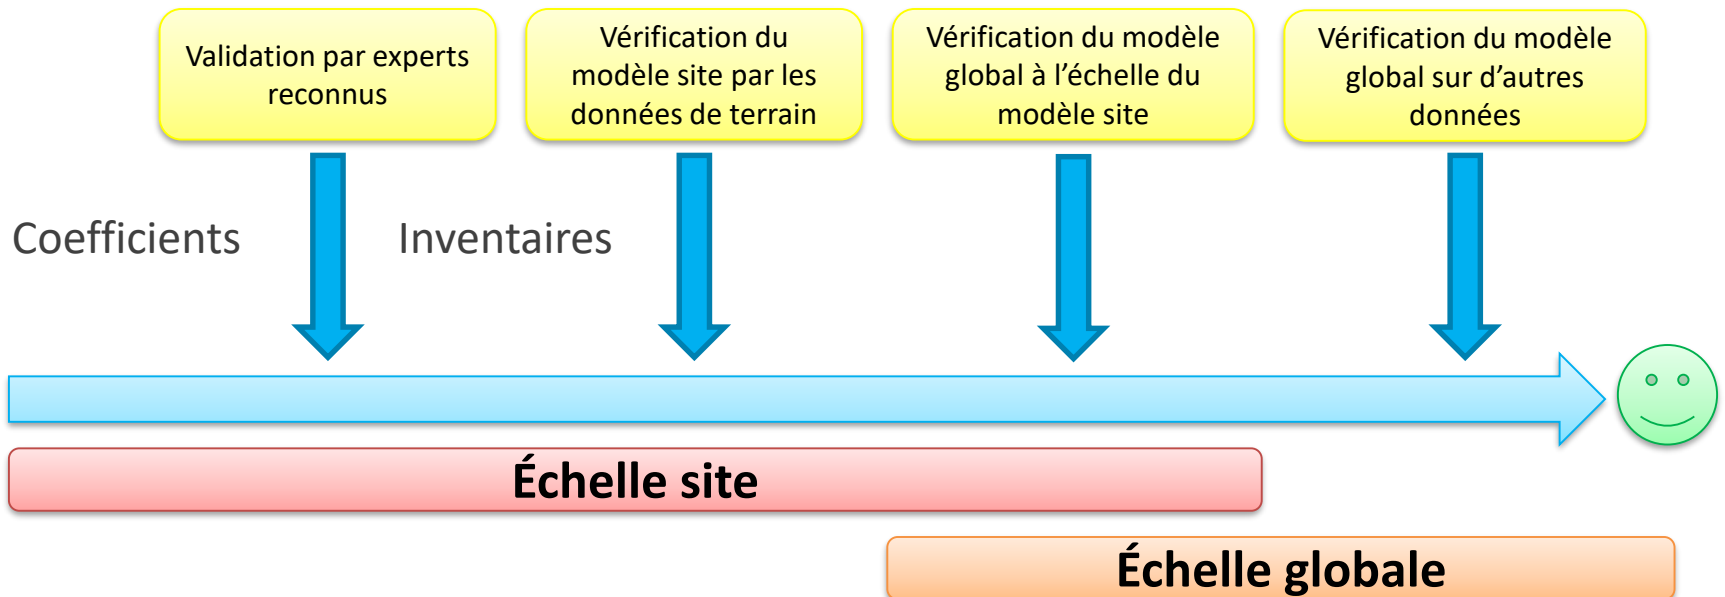 Validation par experts
reconnus
Vérification du
modèle site par les
données de terrain
Vérification du modèle
global à l’échelle du
modèle site
Vérification du modèle
global sur d’autres
données
Coefficients
Inventaires
Échelle site
Échelle globale